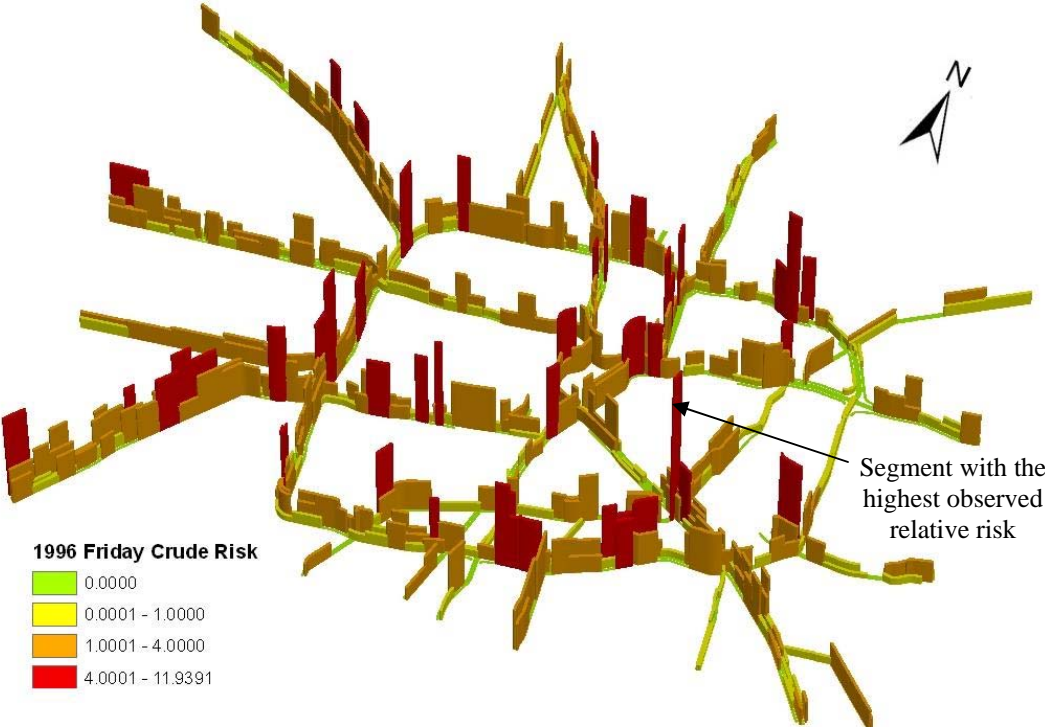 N
Segment with the
highest observed
relative risk
1996 Friday Crude Risk
0.0000
0.0001 - 1.0000
1.0001 - 4.0000
4.0001 - 11.9391